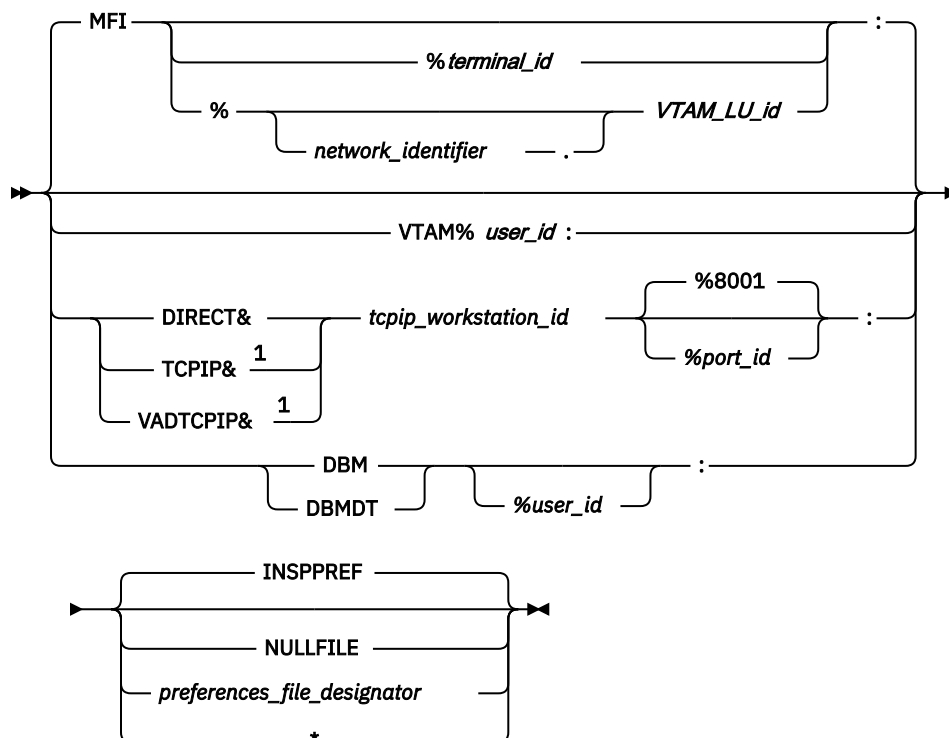 MFI :
%terminal_id
% VTAM_LU_id
network_identifier .
VTAM% user_id :
%8001
DIRECT& tcpip_workstation_id :
TCPIP& 1 %port_id
VADTCPIP& 1
DBM :
DBMDT %user_id
INSPPREF
NULLFILE
preferences_file_designator
*